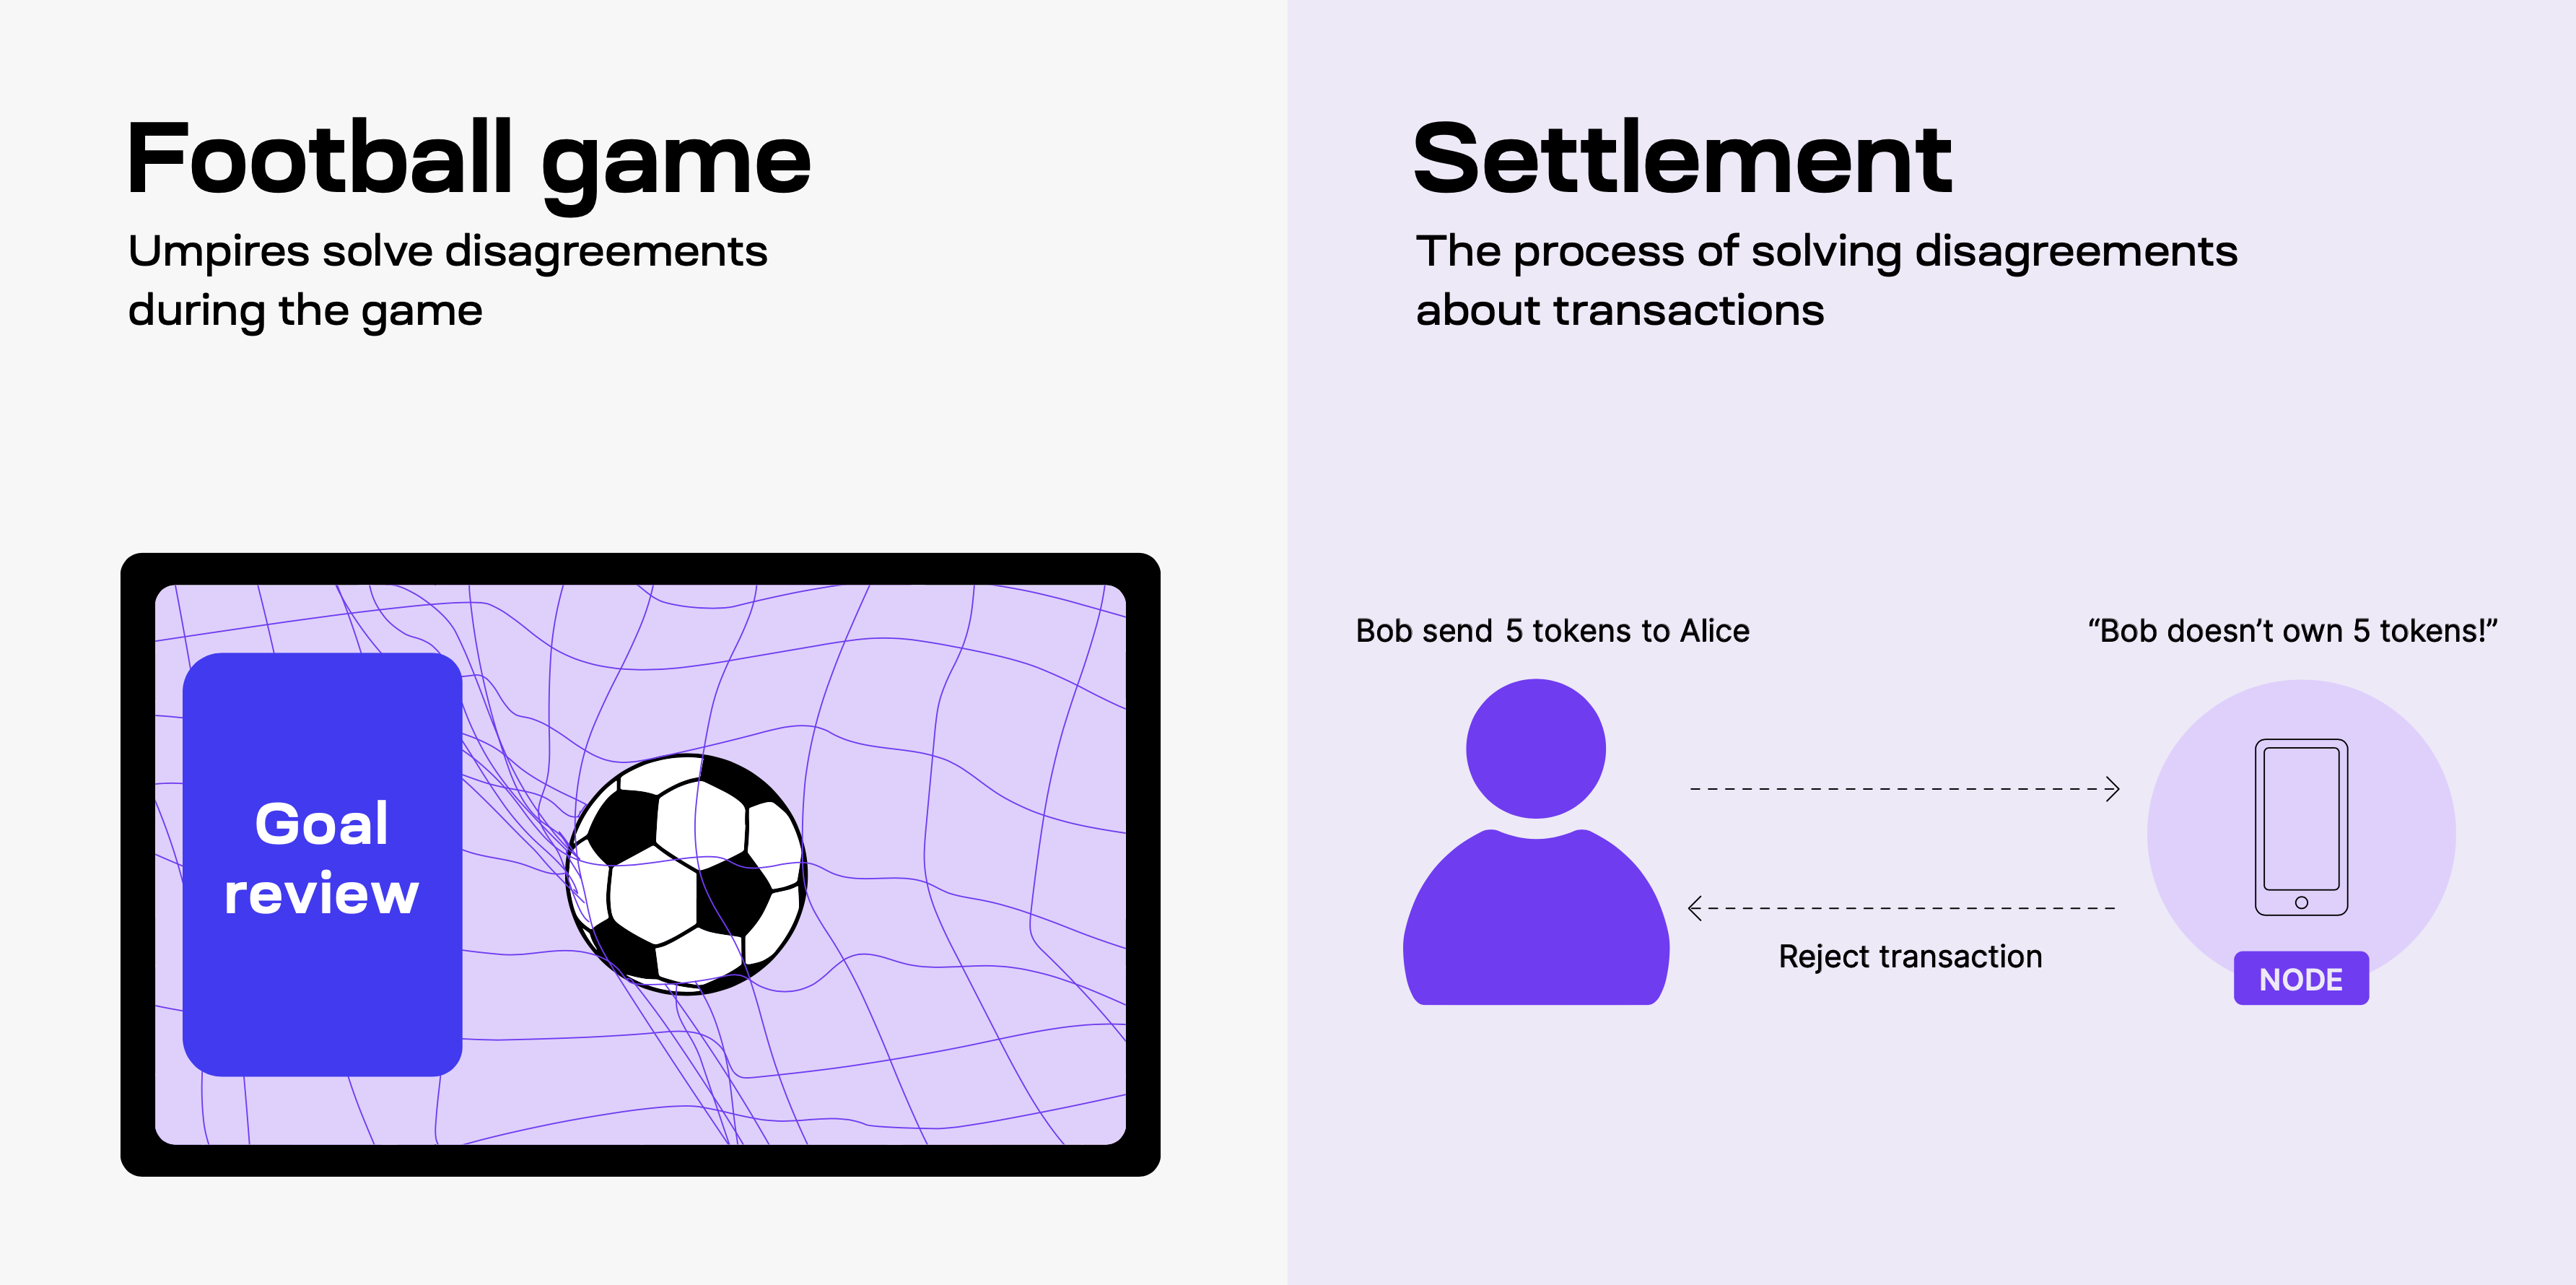 Football game
Umpires solve disagreements
during the game
Goal
review
Settlement
The process of solving disagreements
about transactions
Bob send 5 tokens to Alice
“Bob doesn’t own 5 tokens!”
Reject transaction
NODE